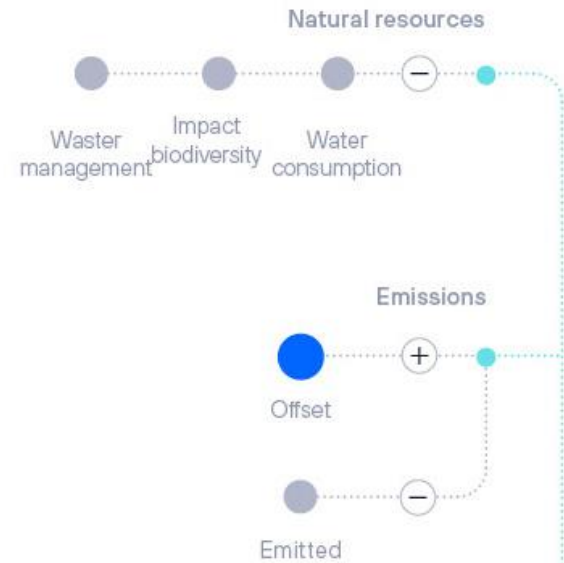 Natural resources
−
Waster management
Impact biodiversity
Water consumption
Emissions
+
Offset
−
Emitted